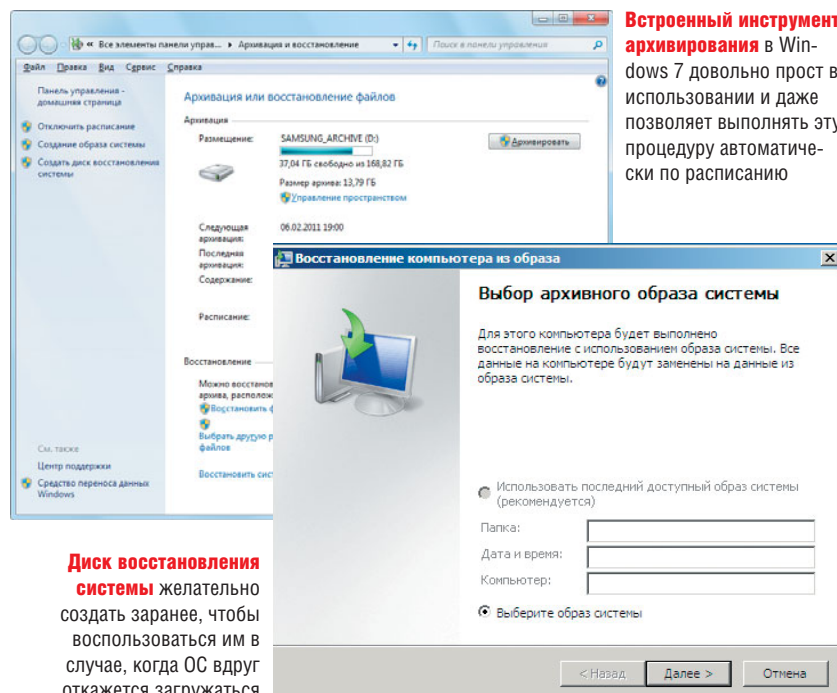 Все элементы панели управ... ▸ Архивация и восстановление
Поиск в панели управления
Файл Правка Вид Сервис Справка
Панель управления -
домашняя страница
Отключить расписание
Создание образа системы
Создать диск восстановления
системы
См. также
Центр поддержки
Средство переноса данных
Windows
Архивация или восстановление файлов
Архивация
Размещение:
SAMSUNG_ARCHIVE (D:)
Архивировать
37,04 ГБ свободно из 168,82 ГБ
Размер архива: 13,79 ГБ
Управление пространством
Следующая
архивация:
06.02.2011 19:00
Последняя
архивация:
Содержание:
Расписание:
Восстановление
Можно восстанов
архива, располож
Восстановить
Выбрать другую р
файлов
Восстановить сис
Встроенный инструмент
архивирования в Win-
dows 7 довольно прост в
использовании и даже
позволяет выполнять эту
процедуру автоматиче-
ски по расписанию
Восстановление компьютера из образа
Выбор архивного образа системы
Для этого компьютера будет выполнено
восстановление с использованием образа системы. Все
данные на компьютере будут заменены на данные из
образа системы.
Использовать последний доступный образ системы
(рекомендуется)
Папка:
Дата и время:
Компьютер:
Выберите образ системы
< Назад
Далее >
Отмена
Диск восстановления
системы желательно
создать заранее, чтобы
воспользоваться им в
случае, когда ОС вдруг
откажется загружаться